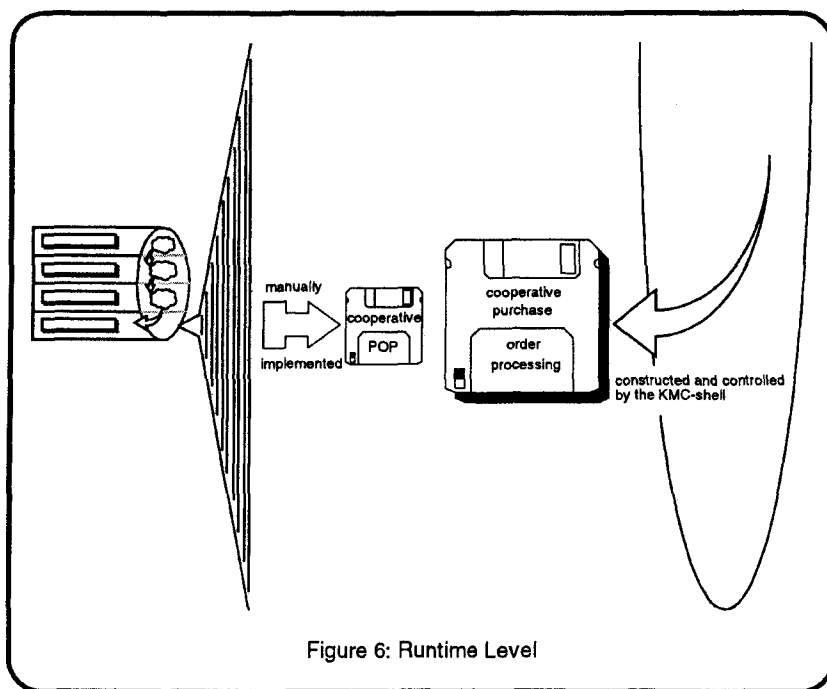 manually
implemented
cooperative
POP
cooperative
purchase
order
processing
constructed and controlled
by the KMC-shell
Figure 6: Runtime Level